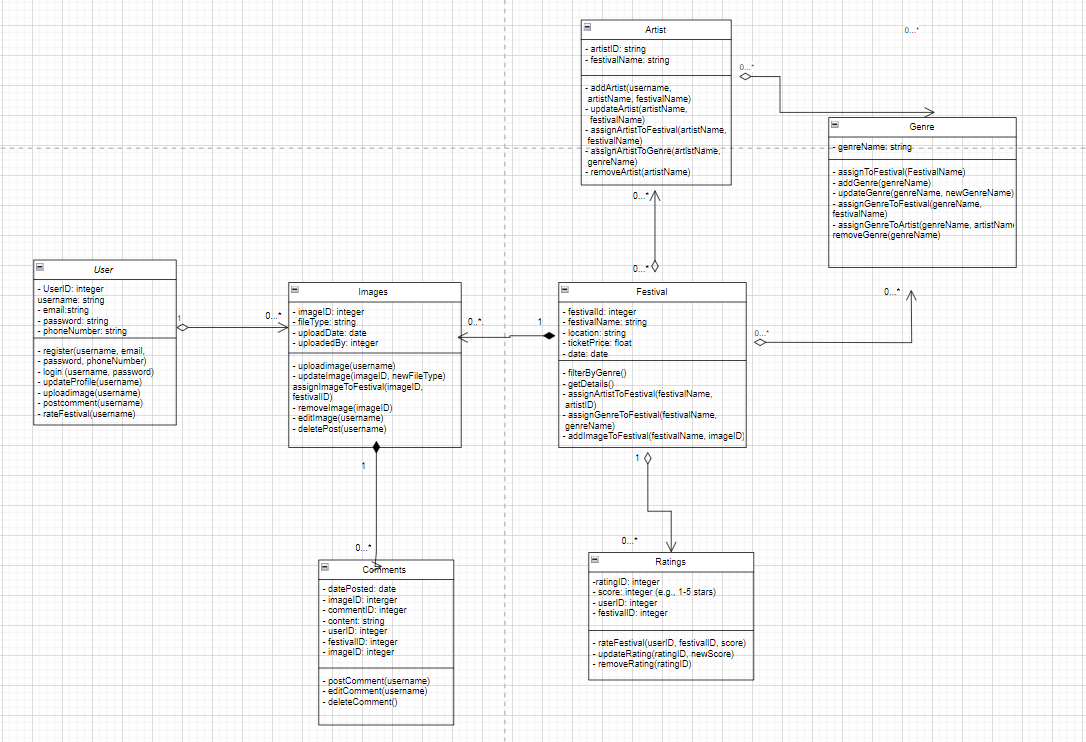 Artist
- artistID: string
- festivalName: string
- addArtist(username,
artistName, festivalName)
- updateArtist(artistName,
festivalName)
- assignArtistToFestival(artistName,
festivalName)
- assignArtistToGenre(artistName,
genreName)
- removeArtist(artistName)
0...*
0...*
Genre
- genreName: string
- assignToFestival(FestivalName)
- addGenre(genreName)
- updateGenre(genreName, newGenreName)
- assignGenreToFestival(genreName,
festivalName)
- assignGenreToArtist(genreName, artistName
removeGenre(genreName)
0...*
0...*
0...*
0...*
User
- UserID: integer
username: string
- email:string
- password: string
- phoneNumber: string
- register(username, email,
- password, phoneNumber)
- login (username, password)
- updateProfile(username)
- uploadimage(username)
- postcomment(username)
- rateFestival(username)
1
0...*
Images
- imageID: integer
- fileType: string
- uploadDate: date
- uploadedBy: integer
- uploadimage(username)
- updateImage(imageID, newFileType)
assignImageToFestival(imageID,
festivalID)
- removeImage(imageID)
- editImage(username)
- deletePost(username)
0..*.
1
Festival
- festivalId: integer
- festivalName: string
- location: string
- ticketPrice: float
- date: date
- filterByGenre()
- getDetails()
- assignArtistToFestival(festivalName,
artistID)
- assignGenreToFestival(festivalName,
genreName)
- addImageToFestival(festivalName, imageID)
1
0...*
1
0...*
Comments
- datePosted: date
- imageID: interger
- commentID: integer
- content: string
- userID: integer
- festivalID: integer
- imageID: integer
- postComment(username)
- editComment(username)
- deleteComment()
Ratings
-ratingID: integer
- score: integer (e.g., 1-5 stars)
- userID: integer
- festivalID: integer
- rateFestival(userID, festivalID, score)
- updateRating(ratingID, newScore)
- removeRating(ratingID)